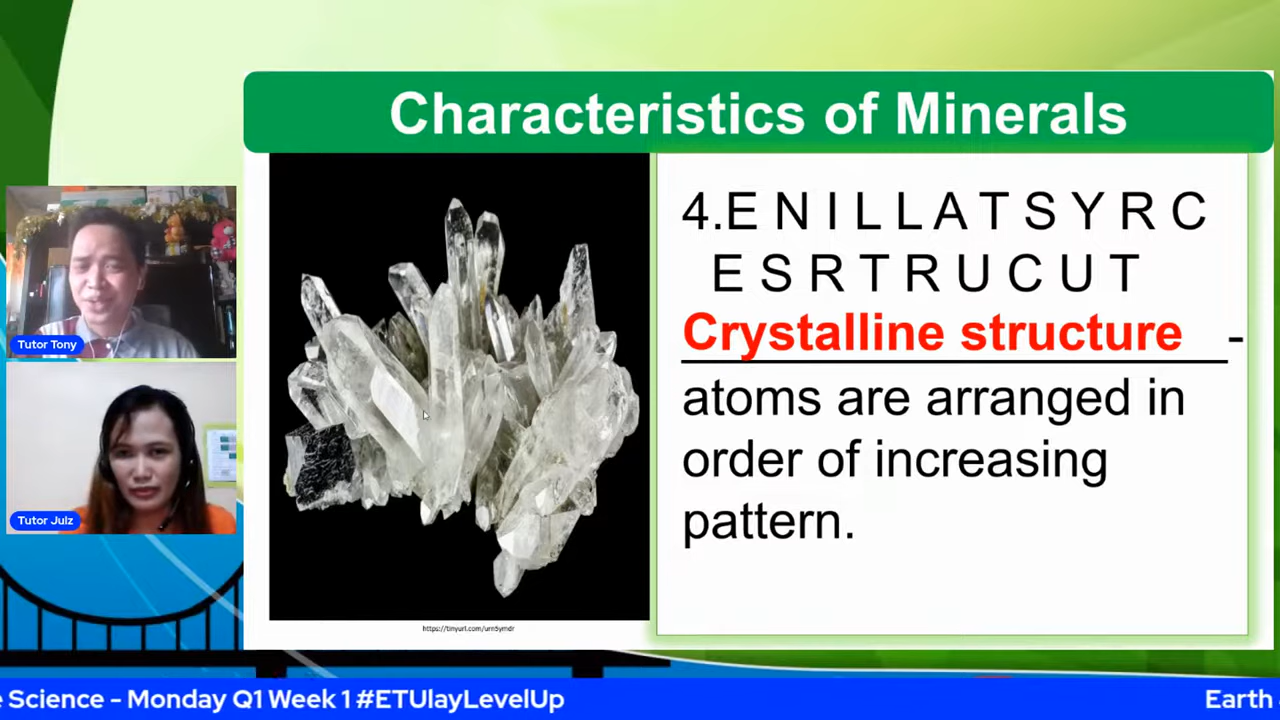 Characteristics of Minerals
4.E N I L L A T S Y R C
E S R T R U C U T
Crystalline structure -
atoms are arranged in
order of increasing
pattern.
Tutor Tony
Tutor Julz
e Science - Monday Q1 Week 1 #ETUlayLevelUp
Earth